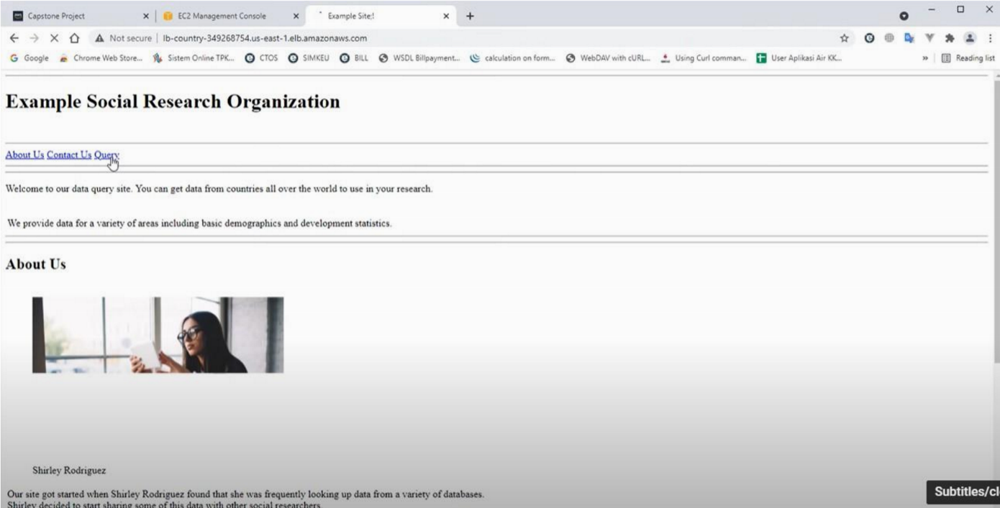 Capstone Project EC2 Management Console Example Site!
Not secure | lb-country-349268754.us-east-1.elb.amazonaws.com
Google Chrome Web Store... Sistem Online TPK... CTOS SIMKEU BILL WSDL Billpayment... calculation on form... WebDAV with cURL... Using Curl comman... User Aplikasi Air KK... » Reading list
Example Social Research Organization
About Us Contact Us Query
Welcome to our data query site. You can get data from countries all over the world to use in your research.
We provide data for a variety of areas including basic demographics and development statistics.
About Us
Shirley Rodriguez
Our site got started when Shirley Rodriguez found that she was frequently looking up data from a variety of databases.
Shirley decided to start sharing some of this data with other social researchers.
Subtitles/cl